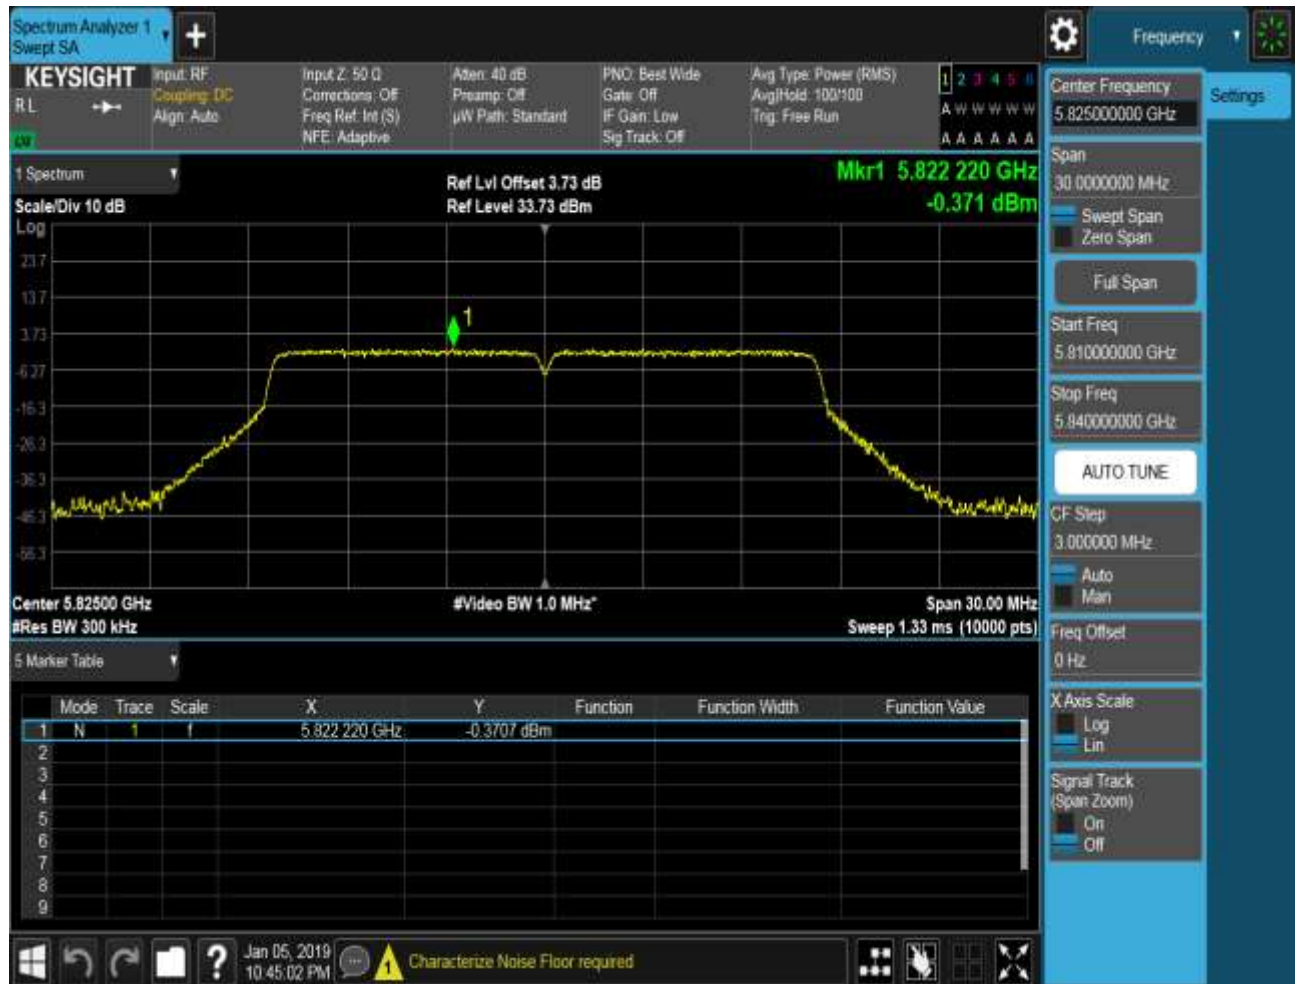 Spectrum Analyzer 1
Swept SA
Frequency
KEYSIGHT
R L
Input: RF
Coupling: DC
Align: Auto
Input Z: 50 Ω
Corrections: Off
Freq Ref: Int (S)
NFE: Adaptive
Atten: 40 dB
Preamp: Off
µW Path: Standard
PNO: Best Wide
Gate: Off
IF Gain: Low
Sig Track: Off
Avg Type: Power (RMS)
Avg|Hold: 100/100
Trig: Free Run
1 2 3 4 5 6
A W W W W W
A A A A A A
1 Spectrum
Scale/Div 10 dB
Log
Ref Lvl Offset 3.73 dB
Ref Level 33.73 dBm
Mkr1 5.822 220 GHz
-0.371 dBm
23.7
13.7
3.73
-6.27
-16.3
-26.3
-36.3
-46.3
-56.3
1
Center 5.82500 GHz
#Res BW 300 kHz
#Video BW 1.0 MHz*
Span 30.00 MHz
Sweep 1.33 ms (10000 pts)
5 Marker Table
Mode Trace Scale X Y Function Function Width Function Value
1 N 1 f 5.822 220 GHz -0.3707 dBm
2
3
4
5
6
7
8
9
Jan 05, 2019
10:45:02 PM
1
Characterize Noise Floor required
Settings
Center Frequency
5.825000000 GHz
Span
30.0000000 MHz
Swept Span
Zero Span
Full Span
Start Freq
5.810000000 GHz
Stop Freq
5.840000000 GHz
AUTO TUNE
CF Step
3.000000 MHz
Auto
Man
Freq Offset
0 Hz
X Axis Scale
Log
Lin
Signal Track
(Span Zoom)
On
Off